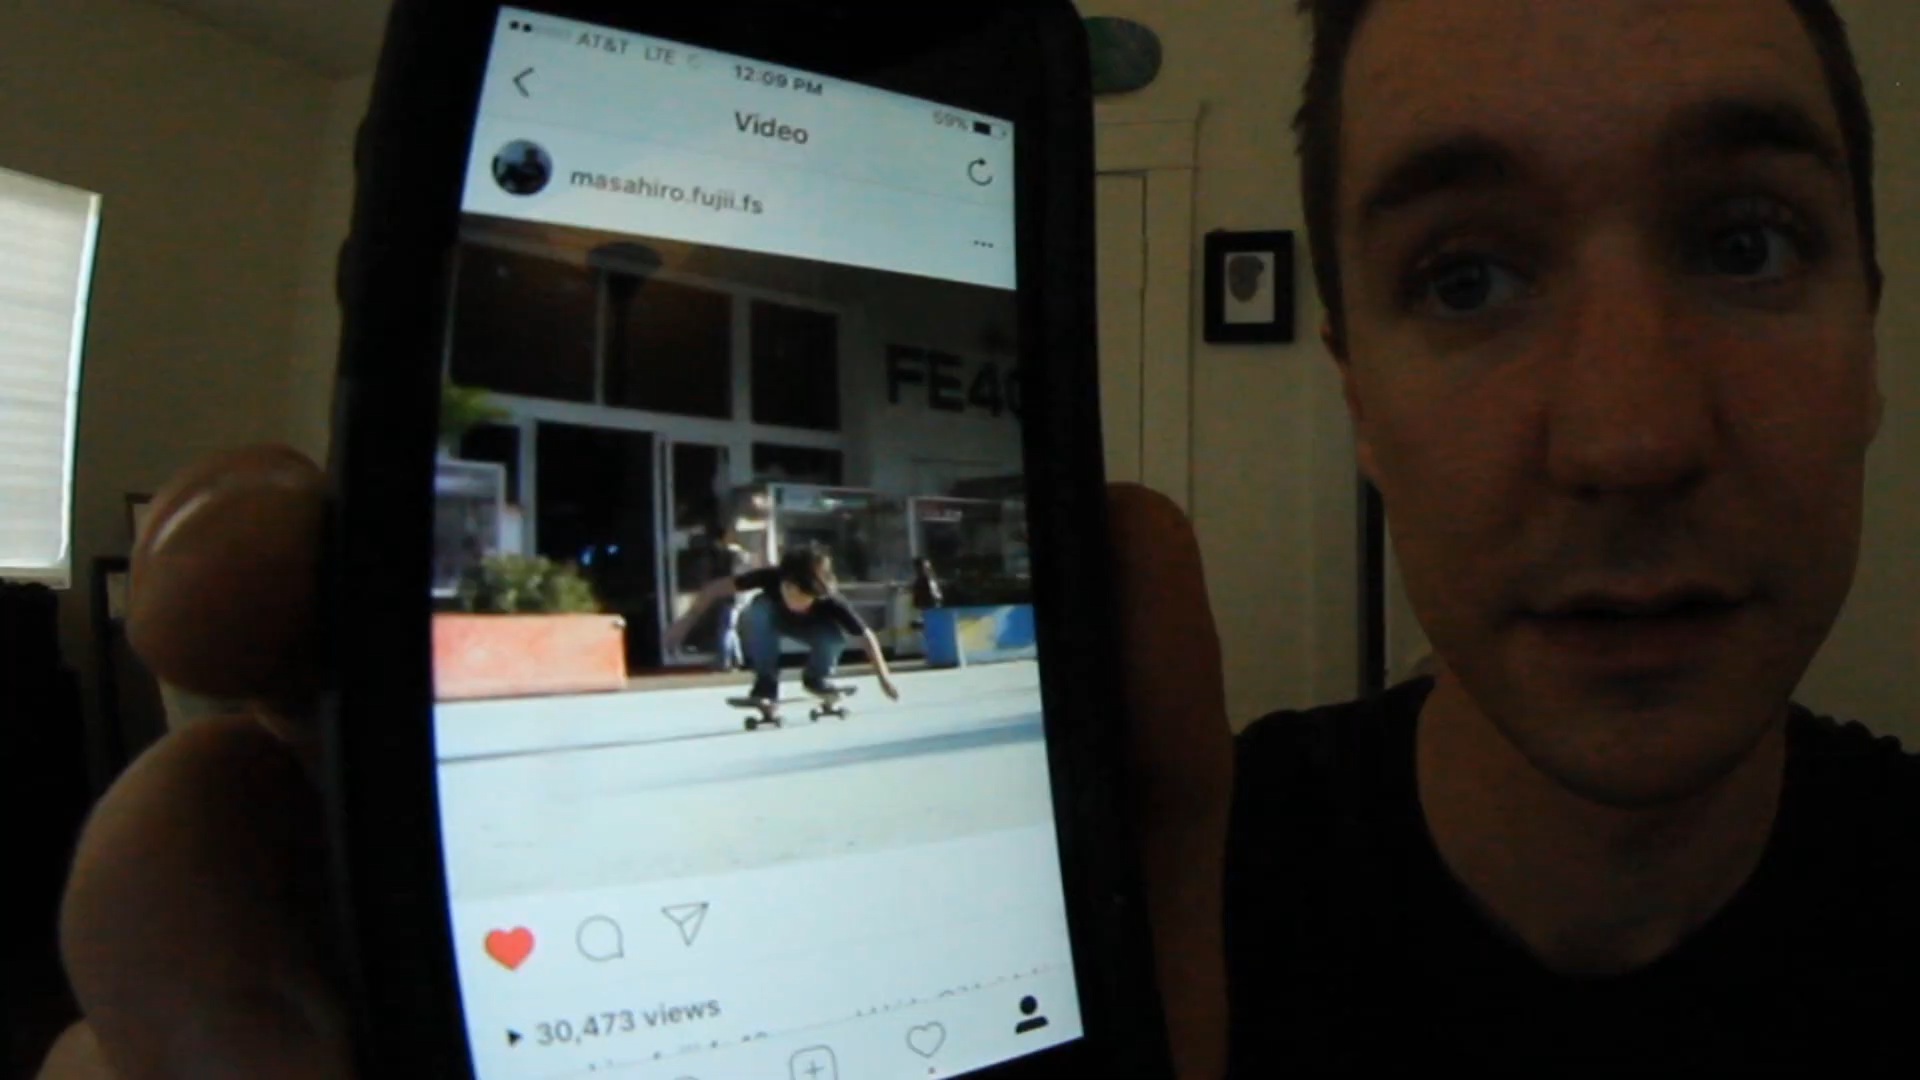 AT&T LTE 12:09 PM 59%
Video
masahiro.fujii.fs
FE4
30,473 views